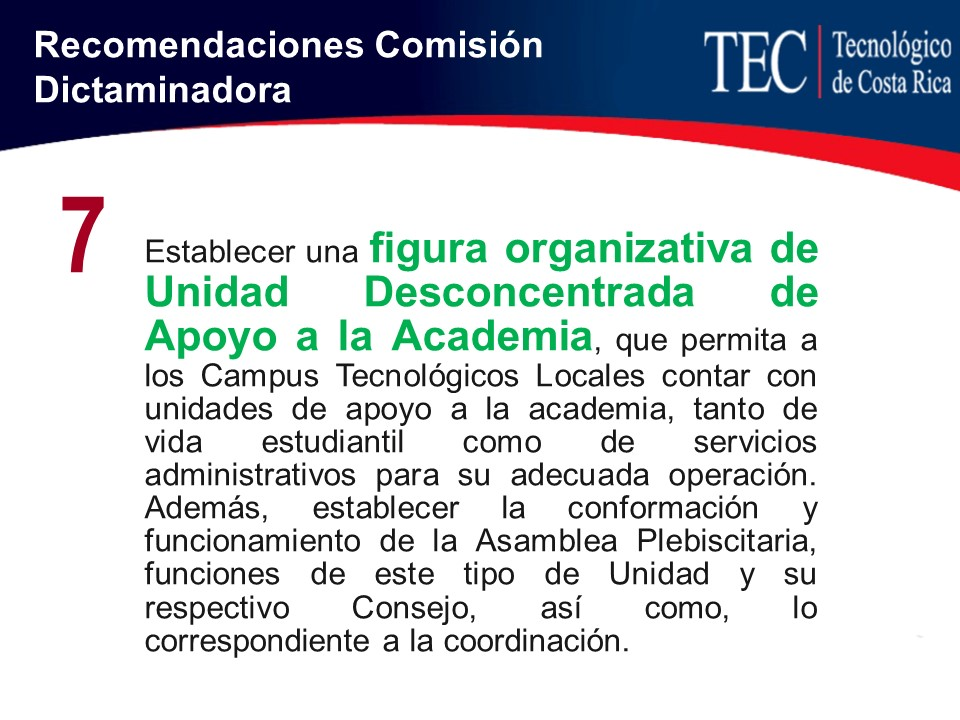 Recomendaciones Comisión
Dictaminadora
TEC | Tecnológico
de Costa Rica
7
Establecer una figura organizativa de
Unidad Desconcentrada de
Apoyo a la Academia, que permita a
los Campus Tecnológicos Locales contar con
unidades de apoyo a la academia, tanto de
vida estudiantil como de servicios
administrativos para su adecuada operación.
Además, establecer la conformación y
funcionamiento de la Asamblea Plebiscitaria,
funciones de este tipo de Unidad y su
respectivo Consejo, así como, lo
correspondiente a la coordinación.